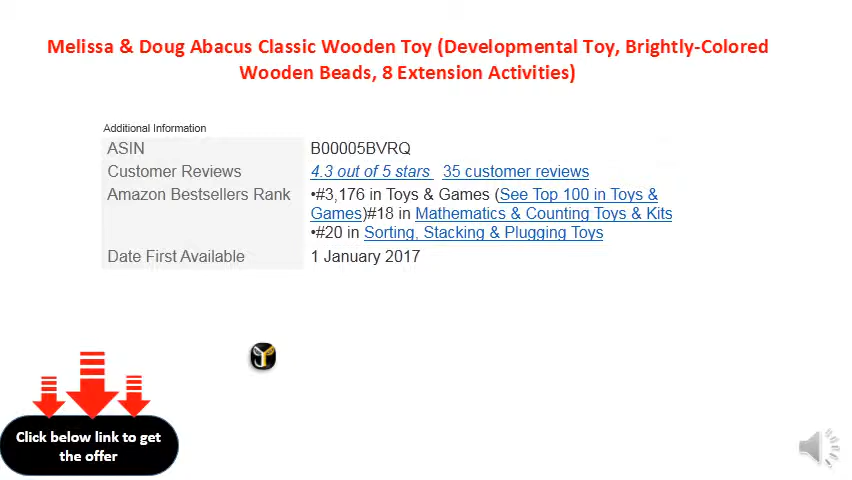 Melissa & Doug Abacus Classic Wooden Toy (Developmental Toy, Brightly-Colored
Wooden Beads, 8 Extension Activities)
Additional Information
ASIN B00005BVRQ
Customer Reviews 4.3 out of 5 stars 35 customer reviews
Amazon Bestsellers Rank •#3,176 in Toys & Games (See Top 100 in Toys &
Games)#18 in Mathematics & Counting Toys & Kits
•#20 in Sorting, Stacking & Plugging Toys
Date First Available 1 January 2017
Click below link to get
the offer